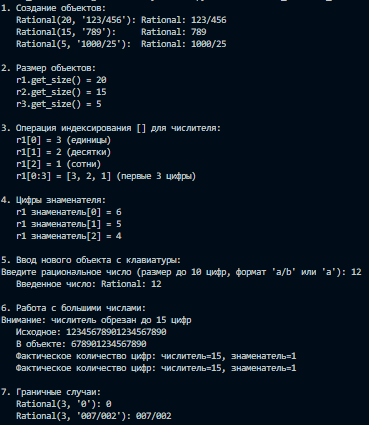 1. Создание объектов:
Rational(20, '123/456'): Rational: 123/456
Rational(15, '789'): Rational: 789
Rational(5, '1000/25'): Rational: 1000/25
2. Размер объектов:
r1.get_size() = 20
r2.get_size() = 15
r3.get_size() = 5
3. Операция индексирования [] для числителя:
r1[0] = 3 (единицы)
r1[1] = 2 (десятки)
r1[2] = 1 (сотни)
r1[0:3] = [3, 2, 1] (первые 3 цифры)
4. Цифры знаменателя:
r1 знаменатель[0] = 6
r1 знаменатель[1] = 5
r1 знаменатель[2] = 4
5. Ввод нового объекта с клавиатуры:
Введите рациональное число (размер до 10 цифр, формат 'a/b' или 'a'): 12
Введенное число: Rational: 12
6. Работа с большими числами:
Внимание: числитель обрезан до 15 цифр
Исходное: 12345678901234567890
В объекте: 678901234567890
Фактическое количество цифр: числитель=15, знаменатель=1
Фактическое количество цифр: числитель=15, знаменатель=1
7. Граничные случаи:
Rational(3, '0'): 0
Rational(3, '007/002'): 007/002